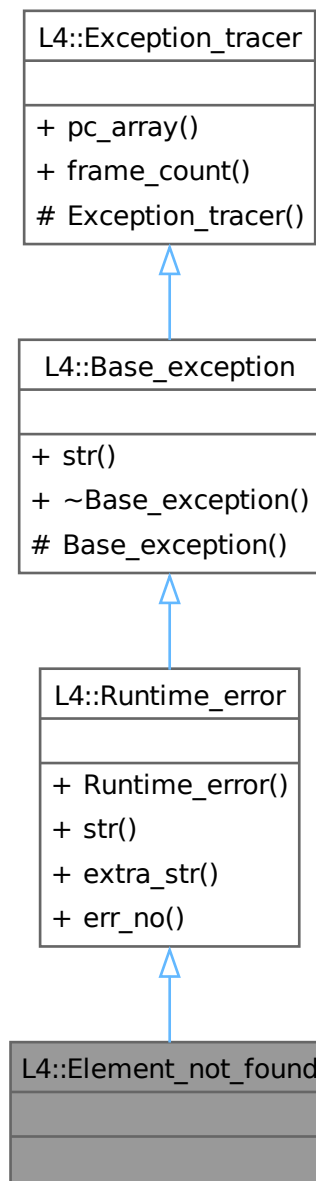 L4::Exception_tracer
+ pc_array()
+ frame_count()
# Exception_tracer()
L4::Base_exception
+ str()
+ ~Base_exception()
# Base_exception()
L4::Runtime_error
+ Runtime_error()
+ str()
+ extra_str()
+ err_no()
L4::Element_not_found